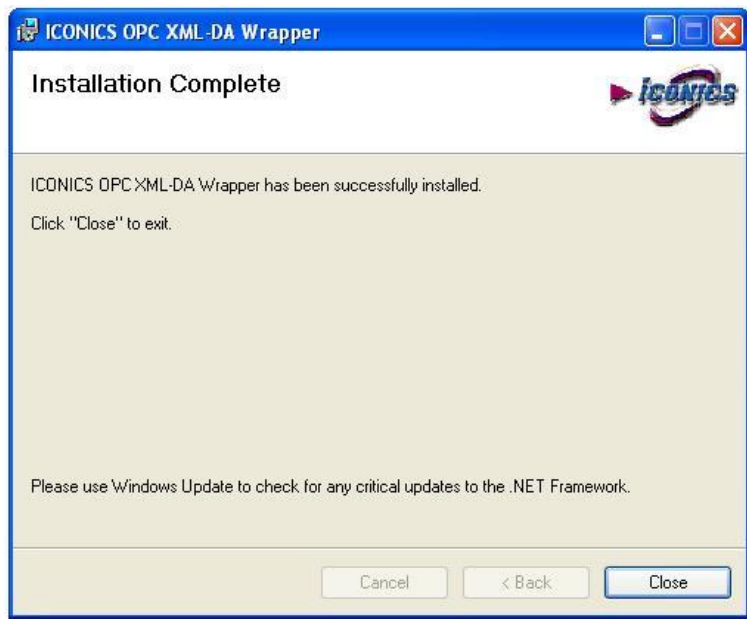 ICONICS OPC XML-DA Wrapper
Installation Complete
ICONICS
ICONICS OPC XML-DA Wrapper has been successfully installed.
Click "Close" to exit.
Please use Windows Update to check for any critical updates to the .NET Framework.
Cancel
< Back
Close